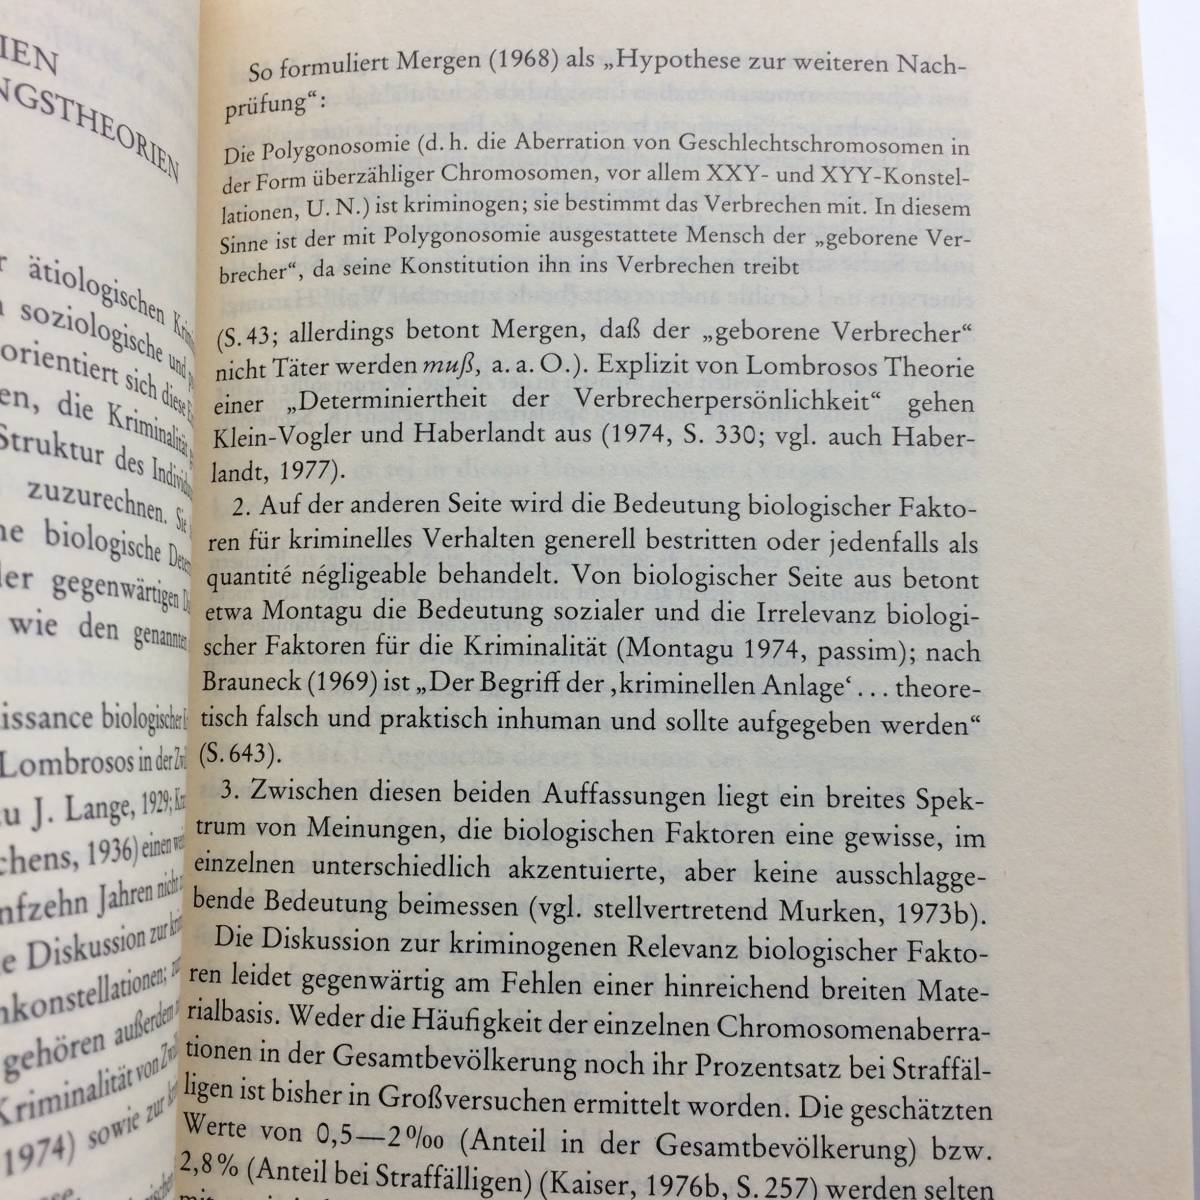 IEN
NGSTHEORIEN
ätiologischen
soziologische und
orientiert sich diese
en, die Kriminalität
Struktur des
zuzurechnen. Sie
biologische
der gegenwärtigen
wie den genannten
issance biologischer
Lombrosos in der
zu J. Lange, 1929;
chens, 1936) einen
nfzehn Jahren nicht
e Diskussion zur
nkonstellationen;
gehören außerdem
Kriminalität von
1974) sowie zur
So formuliert Mergen (1968) als „Hypothese zur weiteren Nach-
prüfung“:
Die Polygonosomie (d. h. die Aberration von Geschlechtschromosomen in
der Form überzähliger Chromosomen, vor allem XXY- und XYY-Konstel-
lationen, U. N.) ist kriminogen; sie bestimmt das Verbrechen mit. In diesem
Sinne ist der mit Polygonosomie ausgestattete Mensch der „geborene Ver-
brecher“, da seine Konstitution ihn ins Verbrechen treibt
(S. 43; allerdings betont Mergen, daß der „geborene Verbrecher“
nicht Täter werden muß, a. a. O.). Explizit von Lombrosos Theorie
einer „Determiniertheit der Verbrecherpersönlichkeit“ gehen
Klein-Vogler und Haberlandt aus (1974, S. 330; vgl. auch Haber-
landt, 1977).
2. Auf der anderen Seite wird die Bedeutung biologischer Fakto-
ren für kriminelles Verhalten generell bestritten oder jedenfalls als
quantité négligeable behandelt. Von biologischer Seite aus betont
etwa Montagu die Bedeutung sozialer und die Irrelevanz biologi-
scher Faktoren für die Kriminalität (Montagu 1974, passim); nach
Brauneck (1969) ist „Der Begriff der ‚kriminellen Anlage‘ . . . theore-
tisch falsch und praktisch inhuman und sollte aufgegeben werden“
(S. 643).
3. Zwischen diesen beiden Auffassungen liegt ein breites Spek-
trum von Meinungen, die biologischen Faktoren eine gewisse, im
einzelnen unterschiedlich akzentuierte, aber keine ausschlagge-
bende Bedeutung beimessen (vgl. stellvertretend Murken, 1973b).
Die Diskussion zur kriminogenen Relevanz biologischer Fakto-
ren leidet gegenwärtig am Fehlen einer hinreichend breiten Mate-
rialbasis. Weder die Häufigkeit der einzelnen Chromosomenaberra-
tionen in der Gesamtbevölkerung noch ihr Prozentsatz bei Straffäl-
ligen ist bisher in Großversuchen ermittelt worden. Die geschätzten
Werte von 0,5—2‰ (Anteil in der Gesamtbevölkerung) bzw.
2,8% (Anteil bei Straffälligen) (Kaiser, 1976b, S. 257) werden selten